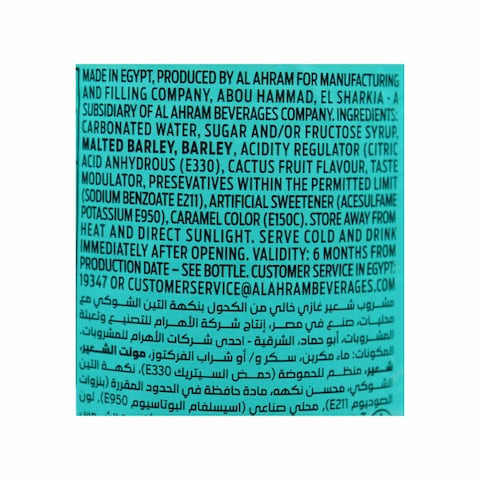 MADE IN EGYPT, PRODUCED BY AL AHRAM FOR MANUFACTURING
AND FILLING COMPANY, ABOU HAMMAD, EL SHARKIA - A
SUBSIDIARY OF AL AHRAM BEVERAGES COMPANY. INGREDIENTS:
CARBONATED WATER, SUGAR AND/OR FRUCTOSE SYRUP,
MALTED BARLEY, BARLEY, ACIDITY REGULATOR (CITRIC
ACID ANHYDROUS (E330), CACTUS FRUIT FLAVOUR, TASTE
MODULATOR, PRESEVATIVES WITHIN THE PERMITTED LIMIT
(SODIUM BENZOATE E211), ARTIFICIAL SWEETENER (ACESULFAME
POTASSIUM E950), CARAMEL COLOR (E150C). STORE AWAY FROM
HEAT AND DIRECT SUNLIGHT. SERVE COLD AND DRINK
IMMEDIATELY AFTER OPENING. VALIDITY: 6 MONTHS FROM
PRODUCTION DATE – SEE BOTTLE. CUSTOMER SERVICE IN EGYPT:
19347 OR CUSTOMERSERVICE@ALAHRAMBEVERAGES.COM
مشروب شعير غازي خالي من الكحول بنكهة التين الشوكي مع
محليات، صنع في مصر، إنتاج شركة الأهرام للتصنيع وتعبئة
المشروبات، أبو حماد، الشرقية - احدى شركات الأهرام للمشروبات.
المكونات: ماء مكربن، سكر و/ أو شراب الفركتوز، مولت الشعير،
شعير، منظم للحموضة (حمض السيتريك E330)، نكهة التين
الشوكي، محسن نكهه، مادة حافظة في الحدود المقررة (بنزوات
الصوديوم E211)، محلي صناعي (اسيسلفام البوتاسيوم E950)، لون